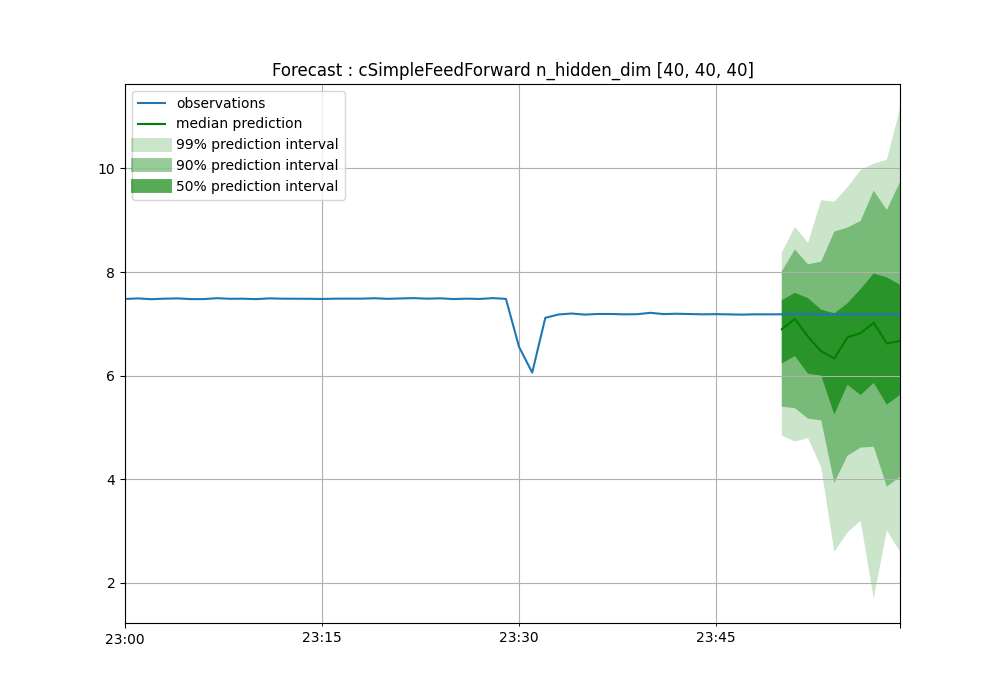 Forecast : cSimpleFeedForward n_hidden_dim [40, 40, 40]
observations
median prediction
99% prediction interval
90% prediction interval
50% prediction interval
10
8
6
4
2
23:00
23:15
23:30
23:45